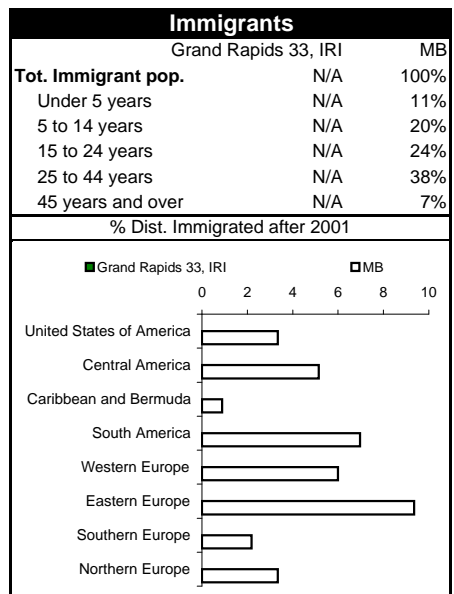 Immigrants
Grand Rapids 33, IRI MB
Tot. Immigrant pop. N/A 100%
Under 5 years N/A 11%
5 to 14 years N/A 20%
15 to 24 years N/A 24%
25 to 44 years N/A 38%
45 years and over N/A 7%
% Dist. Immigrated after 2001
Grand Rapids 33, IRI MB
0 2 4 6 8 10
United States of America
Central America
Caribbean and Bermuda
South America
Western Europe
Eastern Europe
Southern Europe
Northern Europe